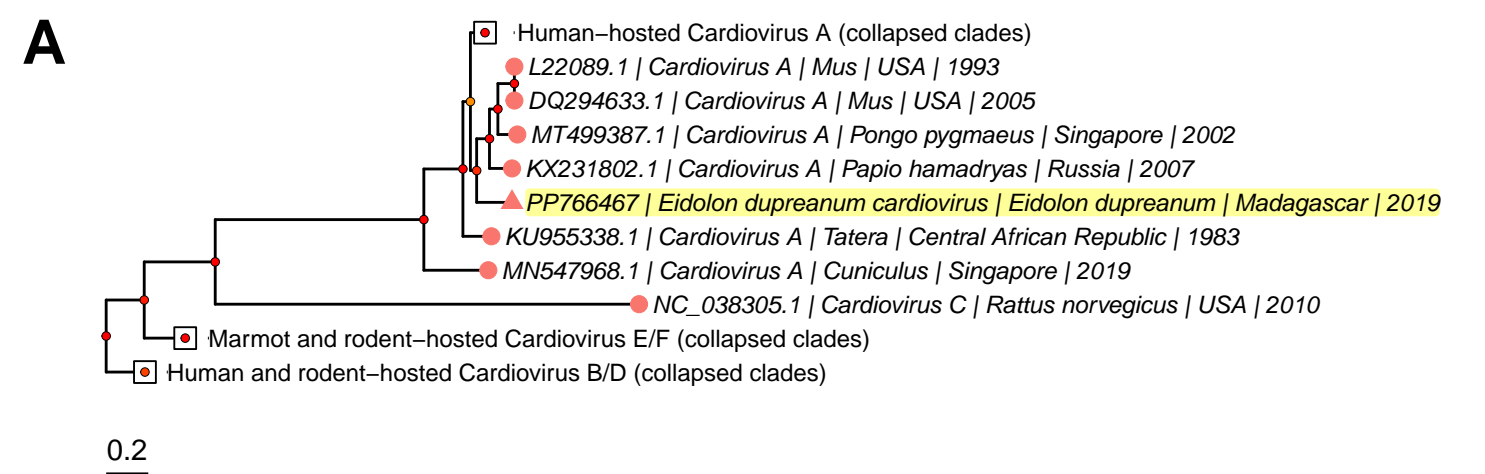 A
Human−hosted Cardiovirus A (collapsed clades)
L22089.1 | Cardiovirus A | Mus | USA | 1993
DQ294633.1 | Cardiovirus A | Mus | USA | 2005
MT499387.1 | Cardiovirus A | Pongo pygmaeus | Singapore | 2002
KX231802.1 | Cardiovirus A | Papio hamadryas | Russia | 2007
PP766467 | Eidolon dupreanum cardiovirus | Eidolon dupreanum | Madagascar | 2019
KU955338.1 | Cardiovirus A | Tatera | Central African Republic | 1983
MN547968.1 | Cardiovirus A | Cuniculus | Singapore | 2019
NC_038305.1 | Cardiovirus C | Rattus norvegicus | USA | 2010
Marmot and rodent−hosted Cardiovirus E/F (collapsed clades)
Human and rodent−hosted Cardiovirus B/D (collapsed clades)
0.2